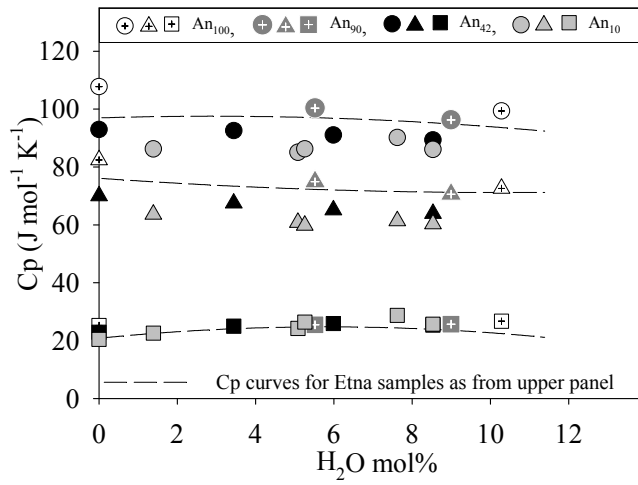 An100, An90, An42, An10
120
100
80
60
40
20
0
Cp (J mol-1 K-1)
Cp curves for Etna samples as from upper panel
0 2 4 6 8 10 12
H2O mol%